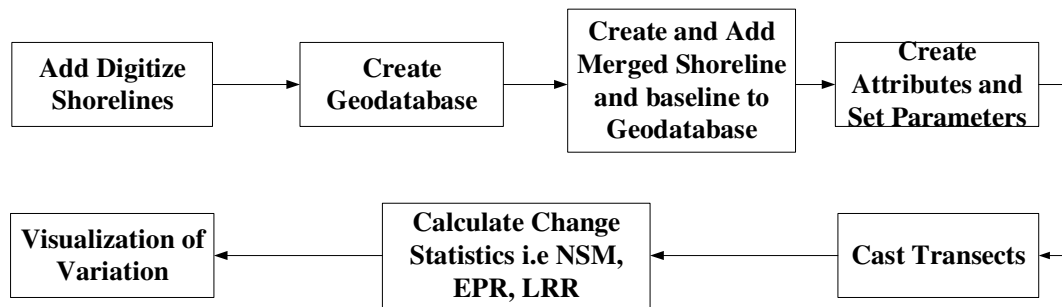 Add Digitize
Shorelines
Create
Geodatabase
Create and Add
Merged Shoreline
and baseline to
Geodatabase
Create
Attributes and
Set Parameters
Cast Transects
Calculate Change
Statistics i.e NSM,
EPR, LRR
Visualization of
Variation